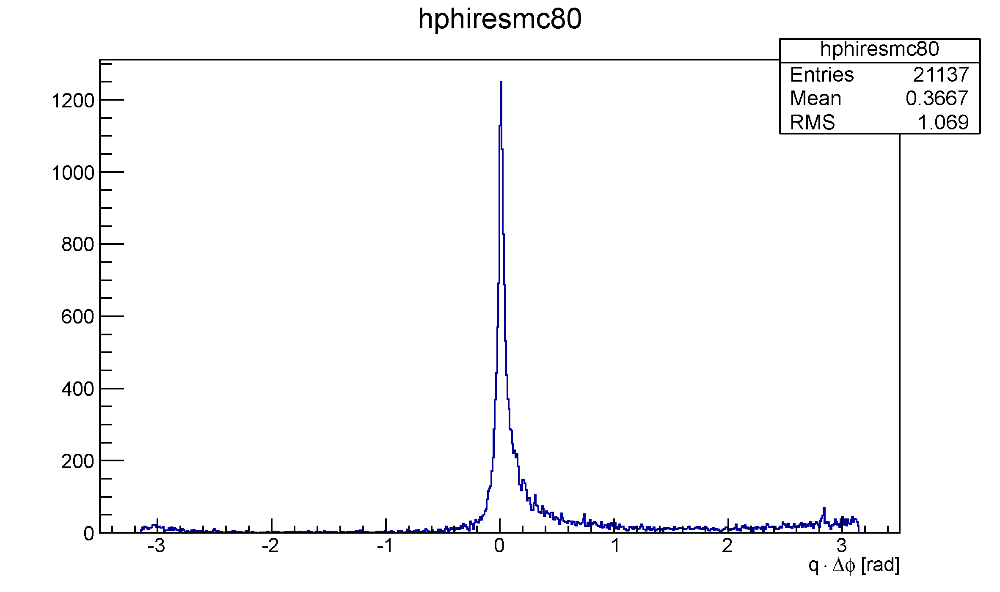 hphiresmc80
hphiresmc80
Entries 21137
Mean 0.3667
RMS 1.069
1200
1000
800
600
400
200
0
-3 -2 -1 0 1 2 3
q · Δϕ [rad]